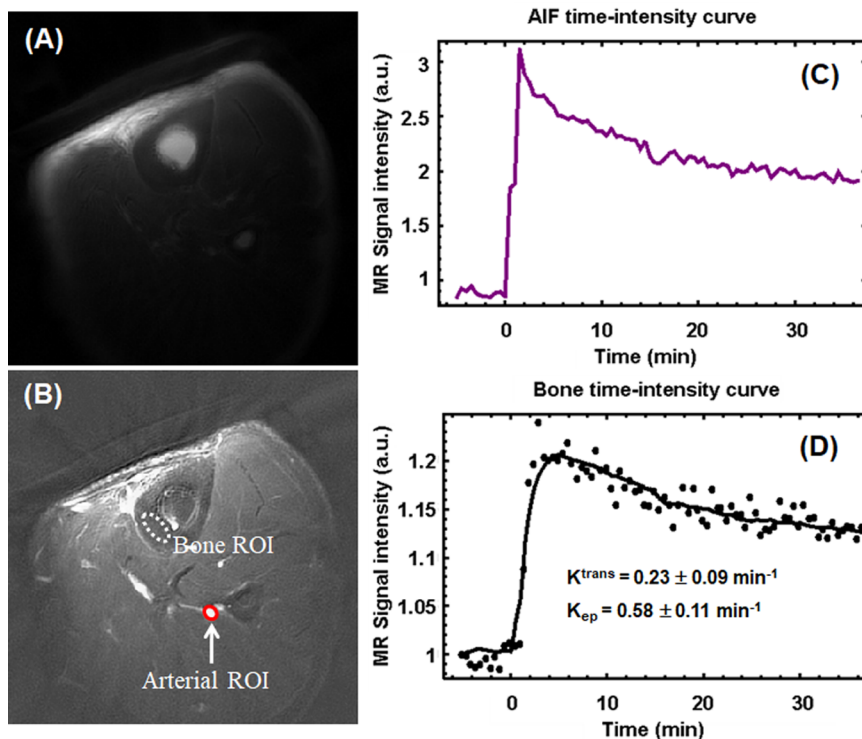 (A)
(B)
Bone ROI
Arterial ROI
AIF time-intensity curve
(C)
MR Signal intensity (a.u.)
3
2.5
2
1.5
1
0
10
20
30
Time (min)
Bone time-intensity curve
(D)
MR Signal intensity (a.u.)
1.2
1.15
1.1
1.05
1
K^trans = 0.23 ± 0.09 min^-1
K_ep = 0.58 ± 0.11 min^-1
0
10
20
30
Time (min)